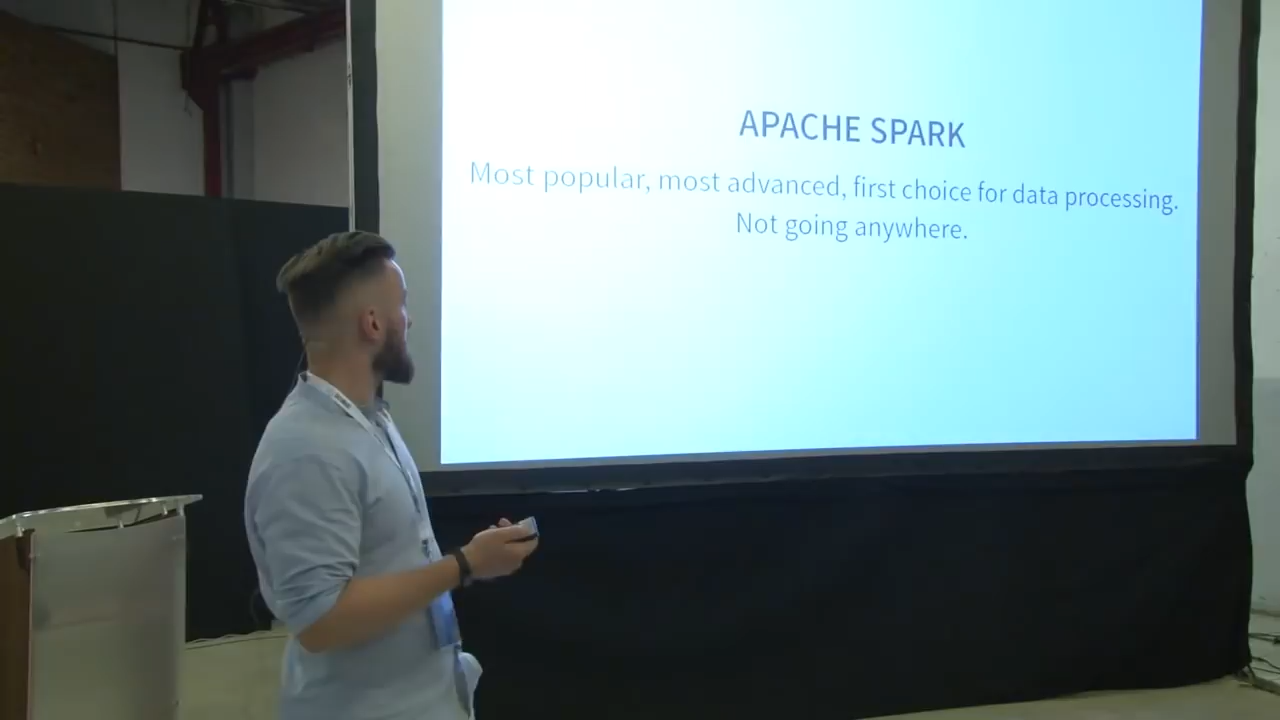 APACHE SPARK
Most popular, most advanced, first choice for data processing.
Not going anywhere.